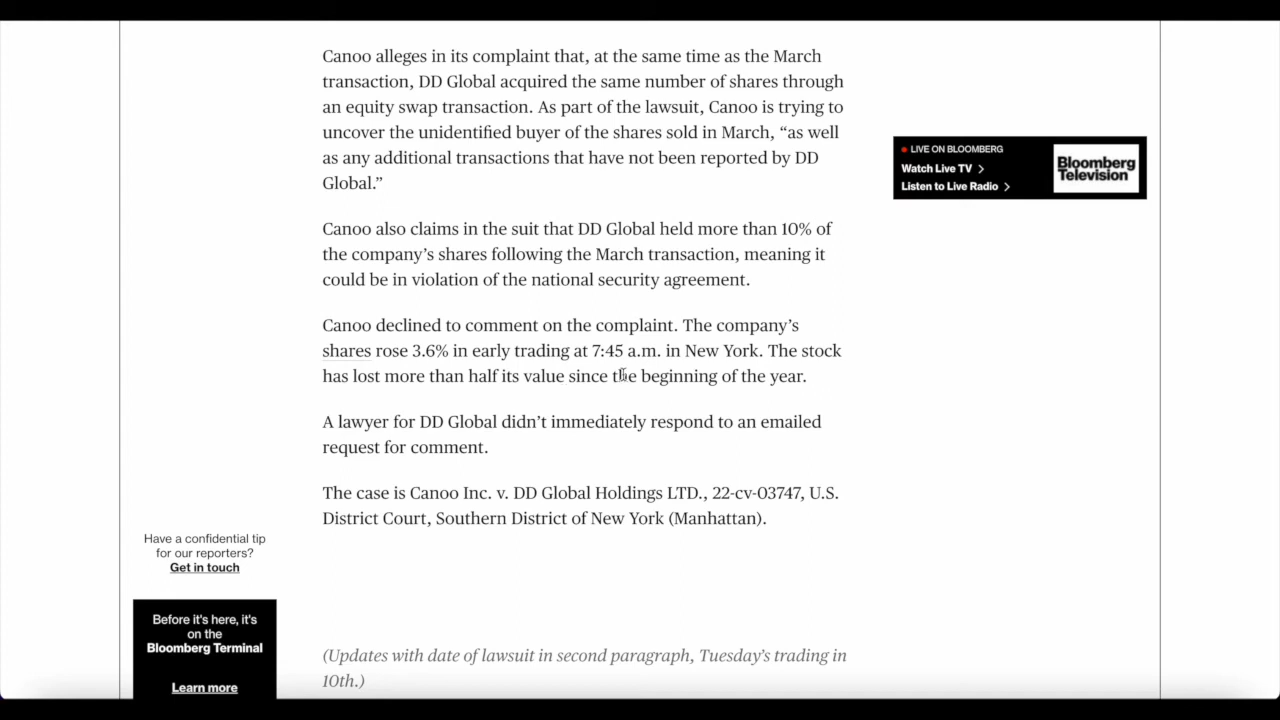 Canoo alleges in its complaint that, at the same time as the March
transaction, DD Global acquired the same number of shares through
an equity swap transaction. As part of the lawsuit, Canoo is trying to
uncover the unidentified buyer of the shares sold in March, “as well
as any additional transactions that have not been reported by DD
Global.”
Canoo also claims in the suit that DD Global held more than 10% of
the company’s shares following the March transaction, meaning it
could be in violation of the national security agreement.
Canoo declined to comment on the complaint. The company’s
shares rose 3.6% in early trading at 7:45 a.m. in New York. The stock
has lost more than half its value since the beginning of the year.
A lawyer for DD Global didn’t immediately respond to an emailed
request for comment.
The case is Canoo Inc. v. DD Global Holdings LTD., 22-cv-03747, U.S.
District Court, Southern District of New York (Manhattan).
(Updates with date of lawsuit in second paragraph, Tuesday’s trading in
10th.)
LIVE ON BLOOMBERG
Watch Live TV >
Listen to Live Radio >
Bloomberg
Television
Have a confidential tip
for our reporters?
Get in touch
Before it's here, it's
on the
Bloomberg Terminal
Learn more